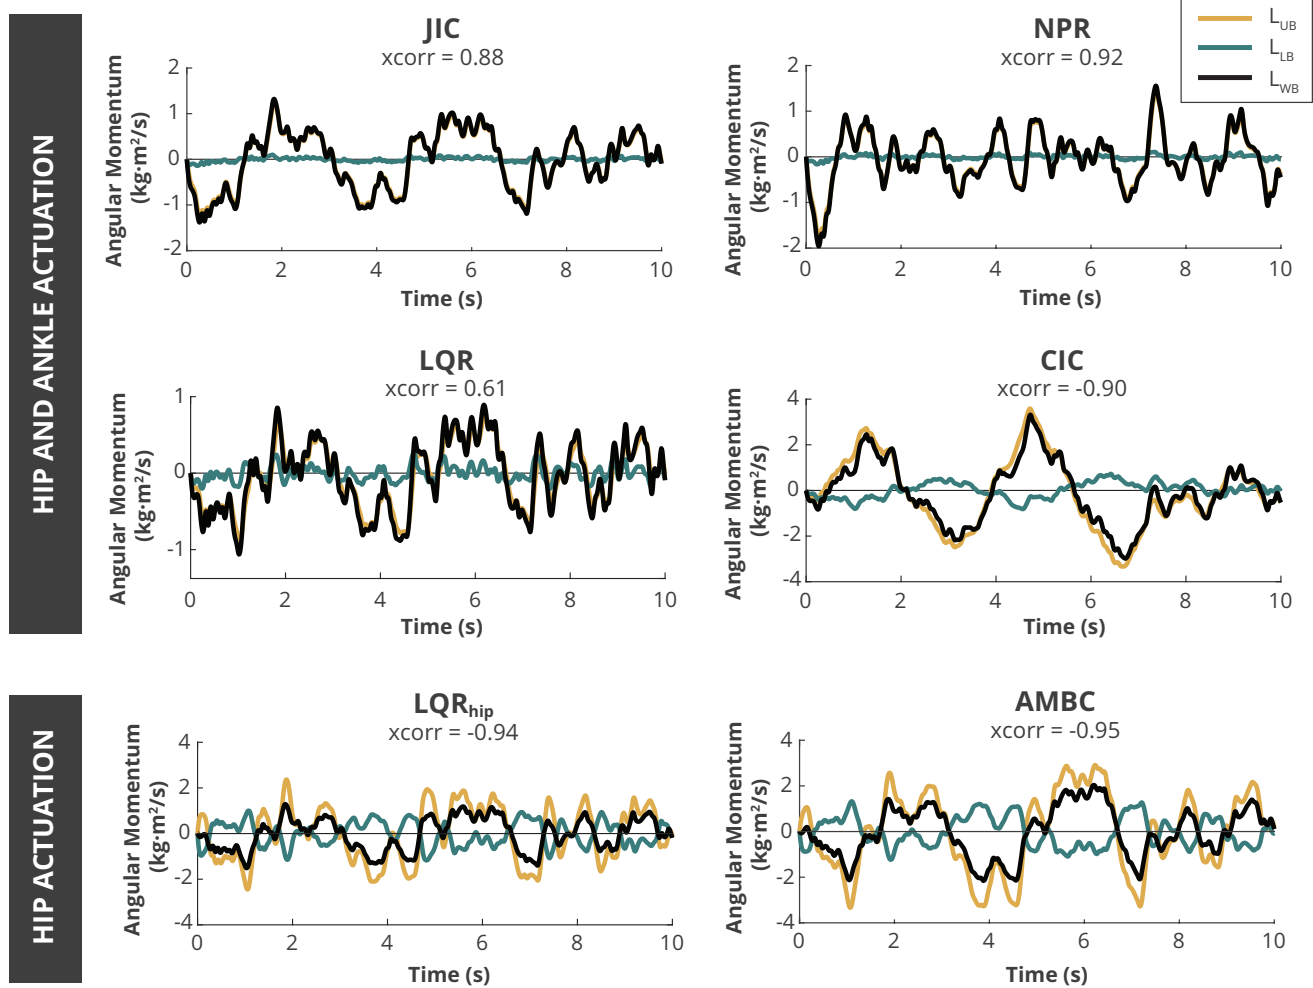 HIP AND ANKLE ACTUATION
JIC
xcorr = 0.88
Angular Momentum
(kg·m²/s)
2
1
0
-1
-2
0 2 4 6 8 10
Time (s)
NPR
xcorr = 0.92
L_UB
L_LB
L_WB
Angular Momentum
(kg·m²/s)
2
1
0
-1
-2
0 2 4 6 8 10
Time (s)
LQR
xcorr = 0.61
Angular Momentum
(kg·m²/s)
1
0
-1
0 2 4 6 8 10
Time (s)
CIC
xcorr = -0.90
Angular Momentum
(kg·m²/s)
4
2
0
-2
-4
0 2 4 6 8 10
Time (s)
HIP ACTUATION
LQR_hip
xcorr = -0.94
Angular Momentum
(kg·m²/s)
4
2
0
-2
-4
0 2 4 6 8 10
Time (s)
AMBC
xcorr = -0.95
Angular Momentum
(kg·m²/s)
4
2
0
-2
-4
0 2 4 6 8 10
Time (s)